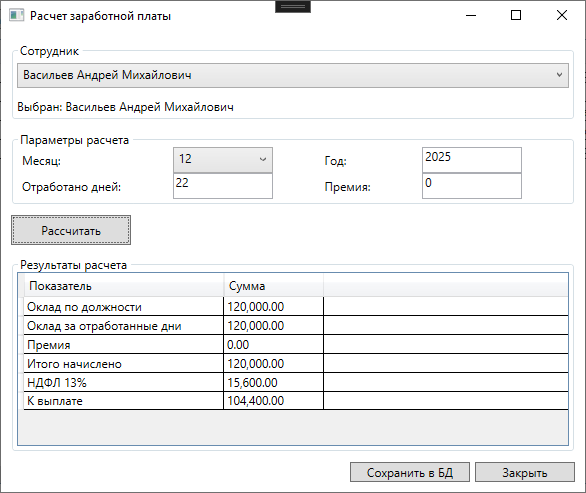 Расчет заработной платы
Сотрудник
Васильев Андрей Михайлович
Выбран: Васильев Андрей Михайлович
Параметры расчета
Месяц: 12 Год: 2025
Отработано дней: 22 Премия: 0
Рассчитать
Результаты расчета
Показатель Сумма
Оклад по должности 120,000.00
Оклад за отработанные дни 120,000.00
Премия 0.00
Итого начислено 120,000.00
НДФЛ 13% 15,600.00
К выплате 104,400.00
Сохранить в БД Закрыть